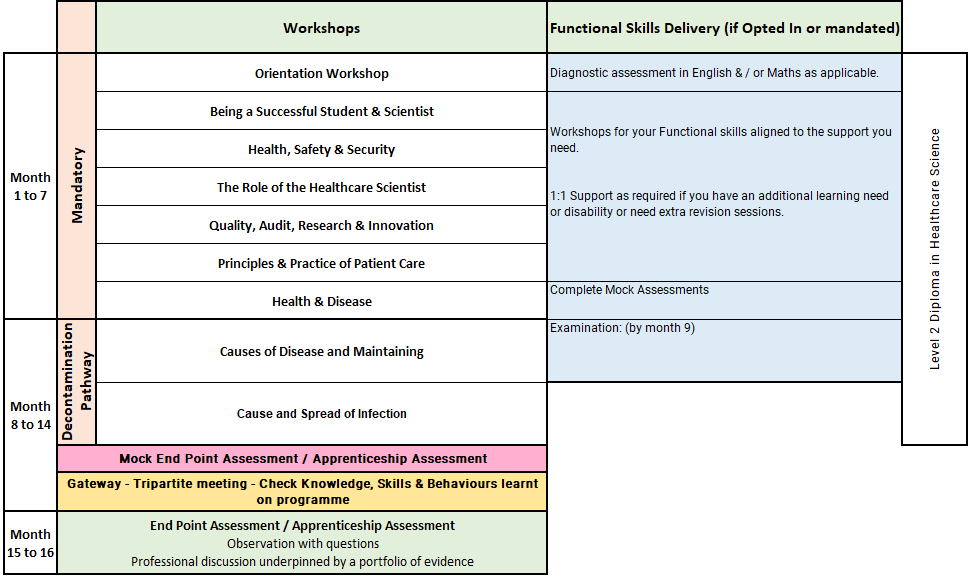 Workshops
Functional Skills Delivery (if Opted In or mandated)
Month
1 to 7
Mandatory
Orientation Workshop
Diagnostic assessment in English & / or Maths as applicable.
Being a Successful Student & Scientist
Health, Safety & Security
The Role of the Healthcare Scientist
Quality, Audit, Research & Innovation
Principles & Practice of Patient Care
Workshops for your Functional skills aligned to the support you
need.
1:1 Support as required if you have an additional learning need
or disability or need extra revision sessions.
Health & Disease
Complete Mock Assessments
Level 2 Diploma in Healthcare Science
Month
8 to 14
Decontamination
Pathway
Causes of Disease and Maintaining
Examination: (by month 9)
Cause and Spread of Infection
Mock End Point Assessment / Apprenticeship Assessment
Gateway - Tripartite meeting - Check Knowledge, Skills & Behaviours learnt
on programme
Month
15 to 16
End Point Assessment / Apprenticeship Assessment
Observation with questions
Professional discussion underpinned by a portfolio of evidence